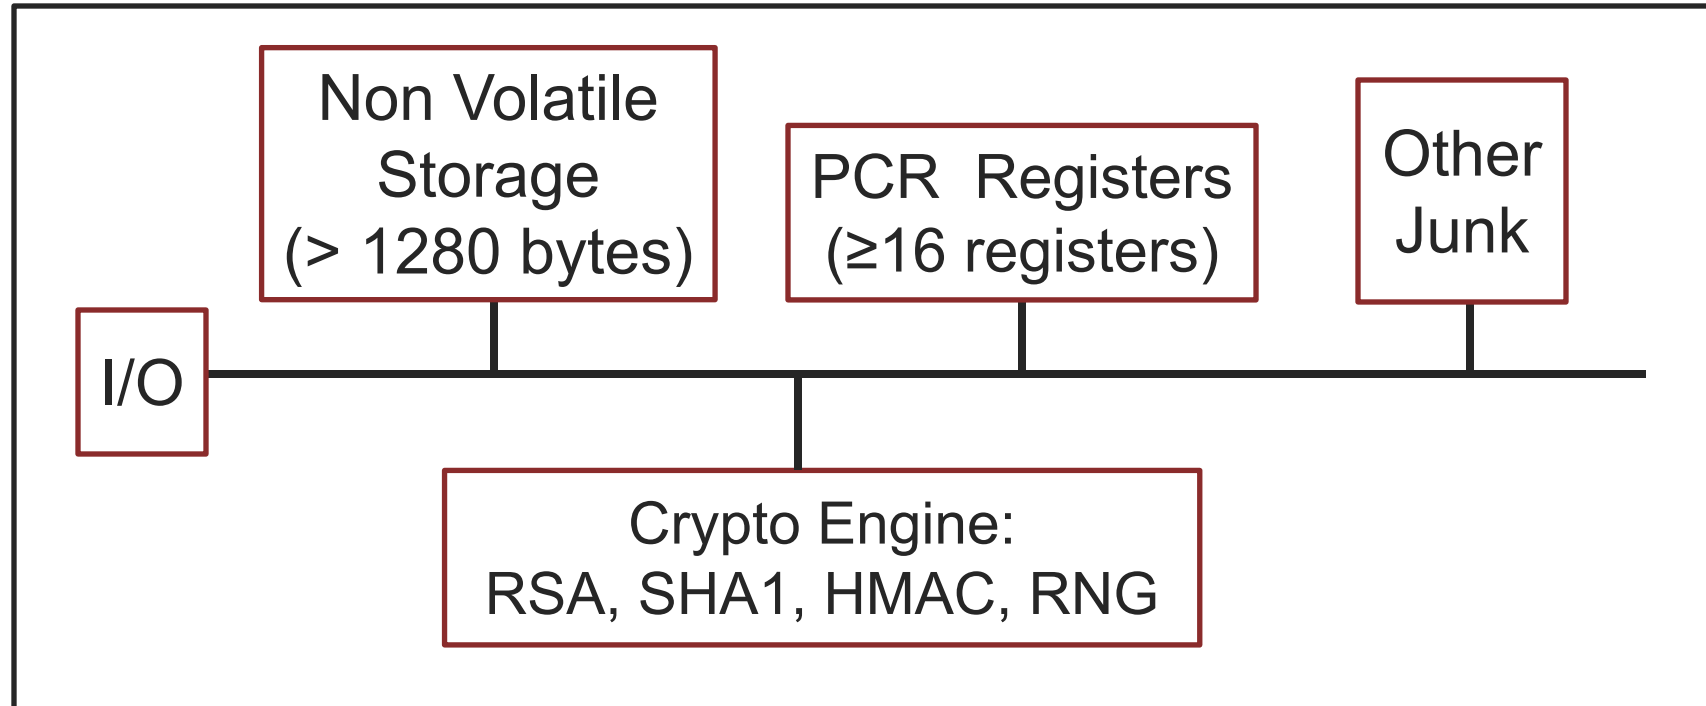 Non Volatile
Storage
(> 1280 bytes)
PCR Registers
(≥16 registers)
Other
Junk
I/O
Crypto Engine:
RSA, SHA1, HMAC, RNG